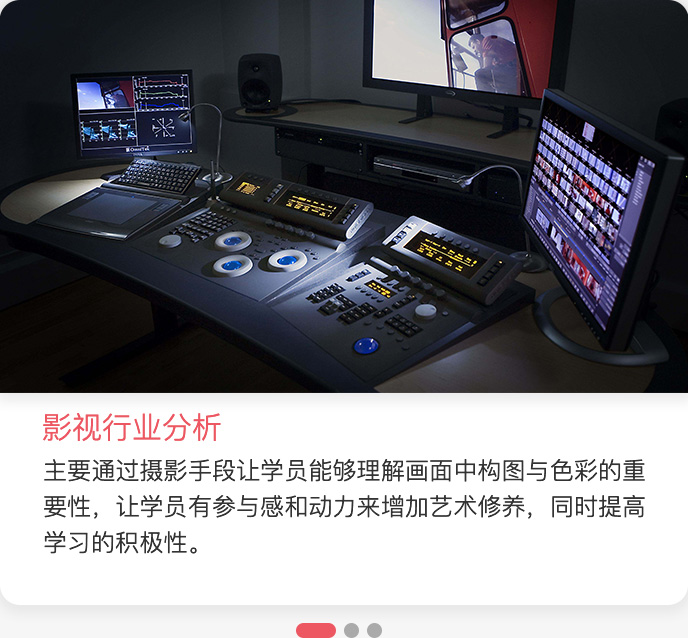 影视行业分析
主要通过摄影手段让学员能够理解画面中构图与色彩的重
要性，让学员有参与感和动力来增加艺术修养，同时提高
学习的积极性。